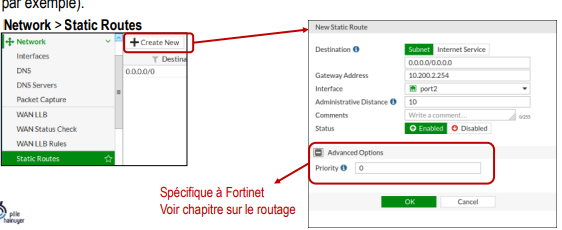 par exemple).
Network > Static Routes
Network
Interfaces
DNS
DNS Servers
Packet Capture
WAN LLB
WAN Status Check
WAN LLB Rules
Static Routes
Create New
Destina
0.0.0.0/0
New Static Route
Destination
Subnet Internet Service
0.0.0.0/0.0.0.0
Gateway Address 10.200.2.254
Interface port2
Administrative Distance 10
Comments Write a comment... 0/255
Status Enabled Disabled
Advanced Options
Priority 0
OK Cancel
Spécifique à Fortinet
Voir chapitre sur le routage
pôle
hainuyer